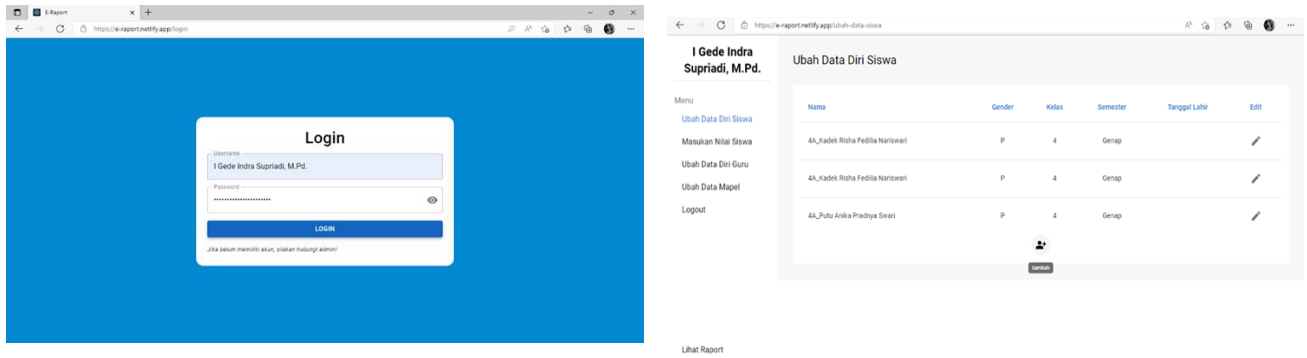 E-Raport
https://e-raport.netlify.app/login
Login
Username
I Gede Indra Supriadi, M.Pd.
Password
LOGIN
Jika belum memiliki akun, silakan hubungi admin!
https://e-raport.netlify.app/ubah-data-siswa
I Gede Indra
Supriadi, M.Pd.
Menu
Ubah Data Diri Siswa
Masukan Nilai Siswa
Ubah Data Diri Guru
Ubah Data Mapel
Logout
Lihat Raport
Ubah Data Diri Siswa
Nama Gender Kelas Semester Tanggal Lahir Edit
4A_Kadek Risha Fedilia Nariswari P 4 Genap
4A_Kadek Risha Fedilia Nariswari P 4 Genap
4A_Putu Anika Pradnya Swari P 4 Genap
tambah